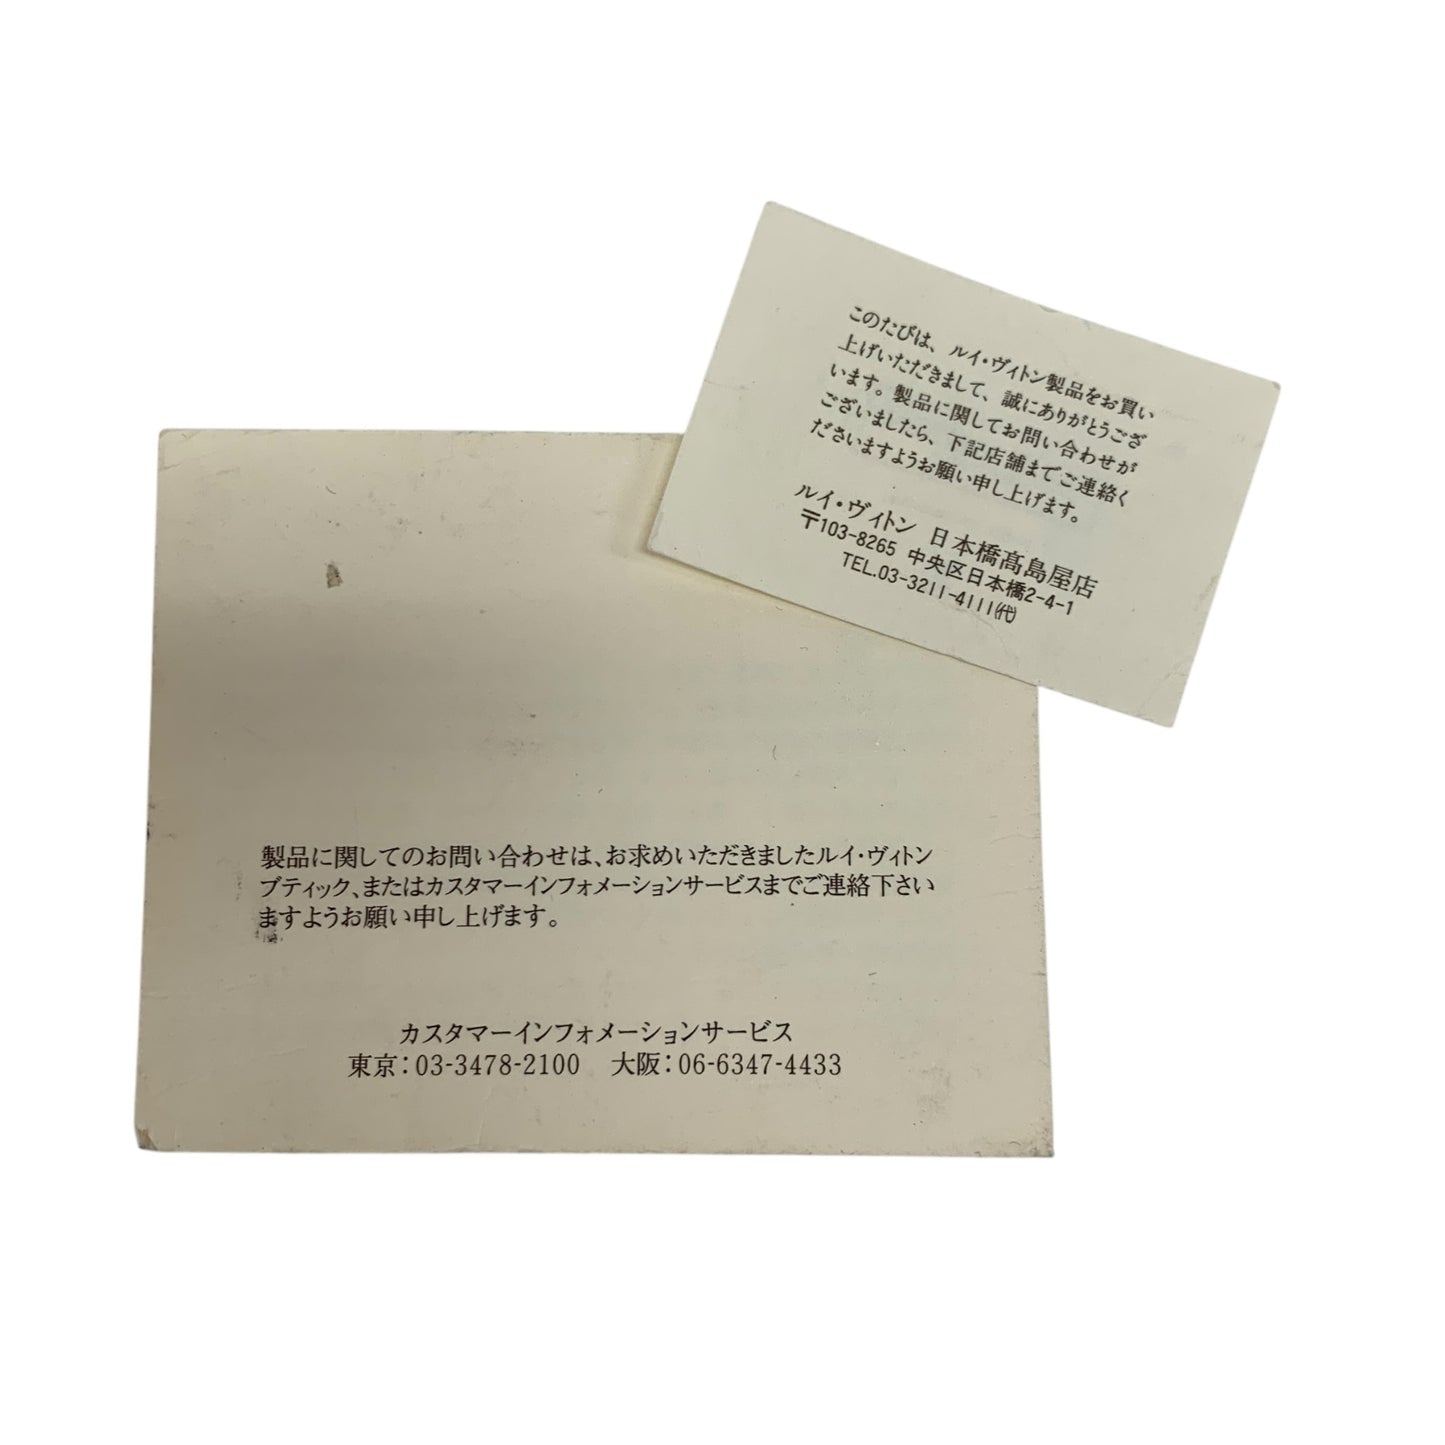 このたびは、ルイ・ヴィトン製品をお買い
上げいただきまして、誠にありがとうござ
います。製品に関してお問い合わせが
ございましたら、下記店舗までご連絡く
ださいますようお願い申し上げます。
ルイ・ヴィトン 日本橋髙島屋店
〒103-8265 中央区日本橋2-4-1
TEL.03-3211-4111㈹
製品に関してのお問い合わせは、お求めいただきましたルイ・ヴィトン
ブティック、またはカスタマーインフォメーションサービスまでご連絡下さい
ますようお願い申し上げます。
カスタマーインフォメーションサービス
東京：03-3478-2100　大阪：06-6347-4433